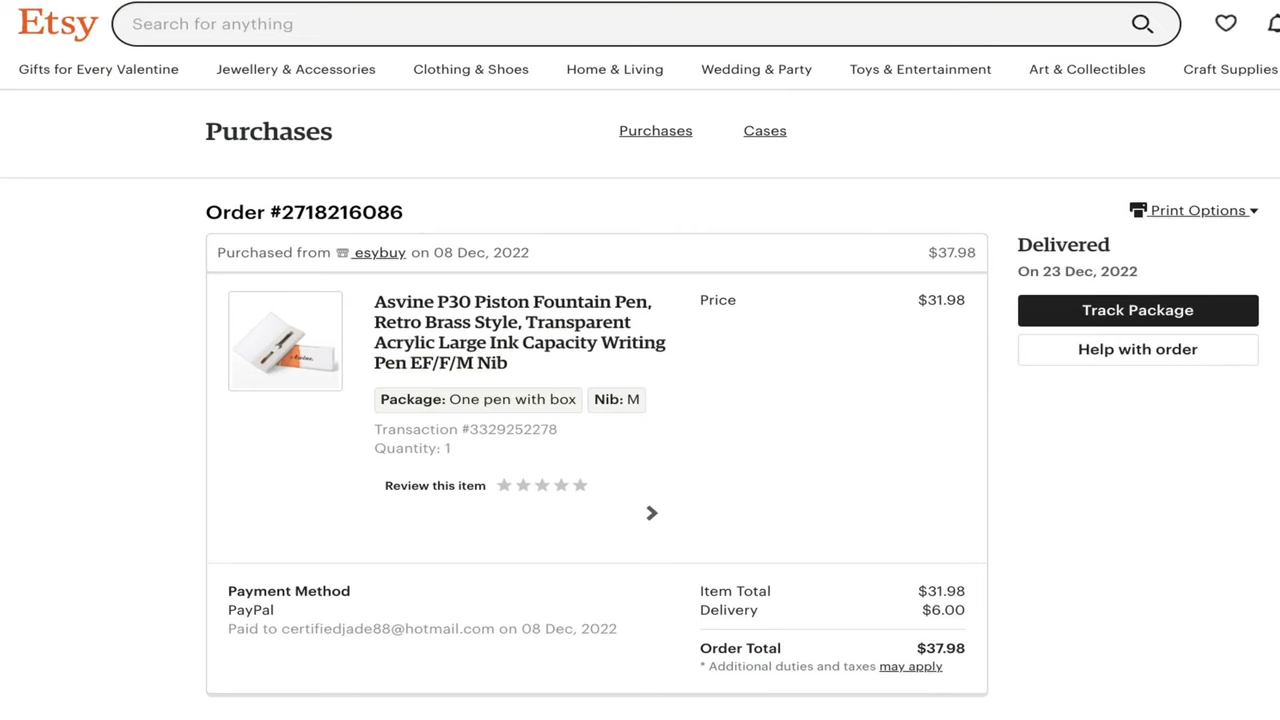 Etsy
Search for anything
Gifts for Every Valentine Jewellery & Accessories Clothing & Shoes Home & Living Wedding & Party Toys & Entertainment Art & Collectibles Craft Supplies
Purchases
Purchases Cases
Order #2718216086
Print Options
Purchased from esybuy on 08 Dec, 2022 $37.98
Delivered
On 23 Dec, 2022
Track Package
Help with order
Asvine P30 Piston Fountain Pen,
Retro Brass Style, Transparent
Acrylic Large Ink Capacity Writing
Pen EF/F/M Nib
Price $31.98
Package: One pen with box Nib: M
Transaction #3329252278
Quantity: 1
Review this item
Payment Method
PayPal
Paid to certifiedjade88@hotmail.com on 08 Dec, 2022
Item Total $31.98
Delivery $6.00
Order Total $37.98
* Additional duties and taxes may apply